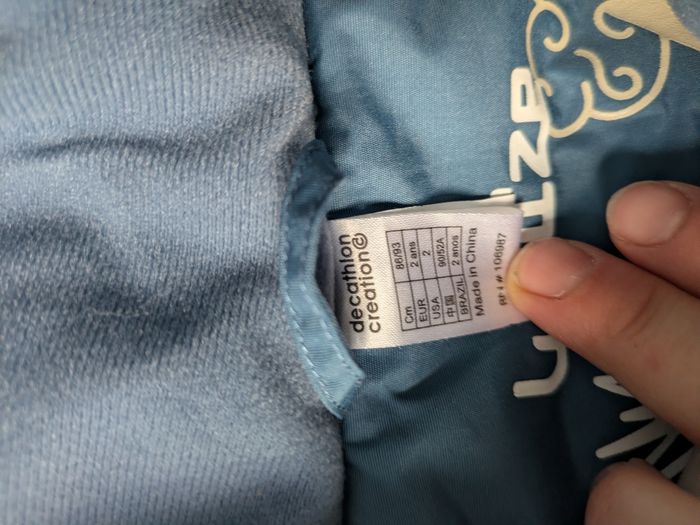 decathlon
creation
Cm 86/93
EUR 2 ans
USA 2
中国 90/52A
BRAZIL 2 anos
Made in China
# 106987